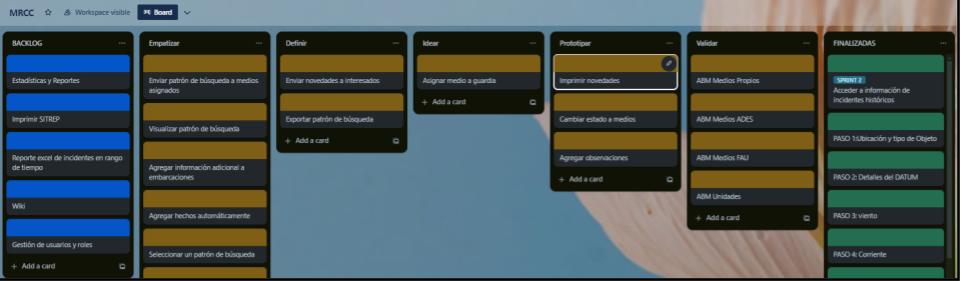 MRCC
Workspace visible
Board
BACKLOG
Estadísticas y Reportes
Imprimir SITREP
Reporte excel de incidentes en rango
de tiempo
Wiki
Gestión de usuarios y roles
+ Add a card
Empatizar
Enviar patrón de búsqueda a medios
asignados
Visualizar patrón de búsqueda
Agregar información adicional a
embarcaciones
Agregar hechos automáticamente
Seleccionar un patrón de búsqueda
Definir
Enviar novedades a interesados
Exportar patrón de búsqueda
+ Add a card
Idear
Asignar medio a guardia
+ Add a card
Prototipar
Imprimir novedades
Cambiar estado a medios
Agregar observaciones
+ Add a card
Validar
ABM Medios Propios
ABM Medios ADES
ABM Medios FAU
ABM Unidades
+ Add a card
FINALIZADAS
SPRINT 2
Acceder a información de
incidentes históricos
PASO 1:Ubicación y tipo de Objeto
PASO 2: Detalles del DATUM
PASO 3: viento
PASO 4: Corriente